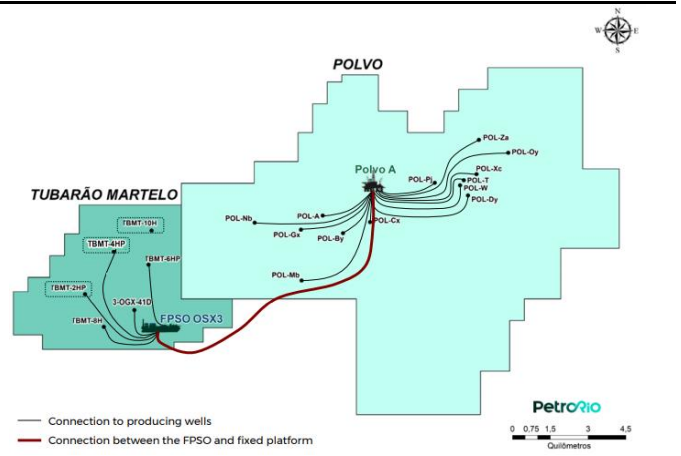 N
W
E
S
POLVO
POL-Za
POL-Oy
Polvo A
POL-Pj
POL-Xc
POL-T
POL-W
POL-Dy
TUBARÃO MARTELO
POL-A
POL-Nb
POL-Gx
POL-By
POL-Cx
TBMT-10H
TBMT-4HP
TBMT-6HP
POL-Mb
TBMT-2HP
3-OGX-41D
FPSO OSX3
TBMT-8H
PetroRio
Connection to producing wells
Connection between the FPSO and fixed platform
0 0,75 1,5 3 4,5
Quilômetros